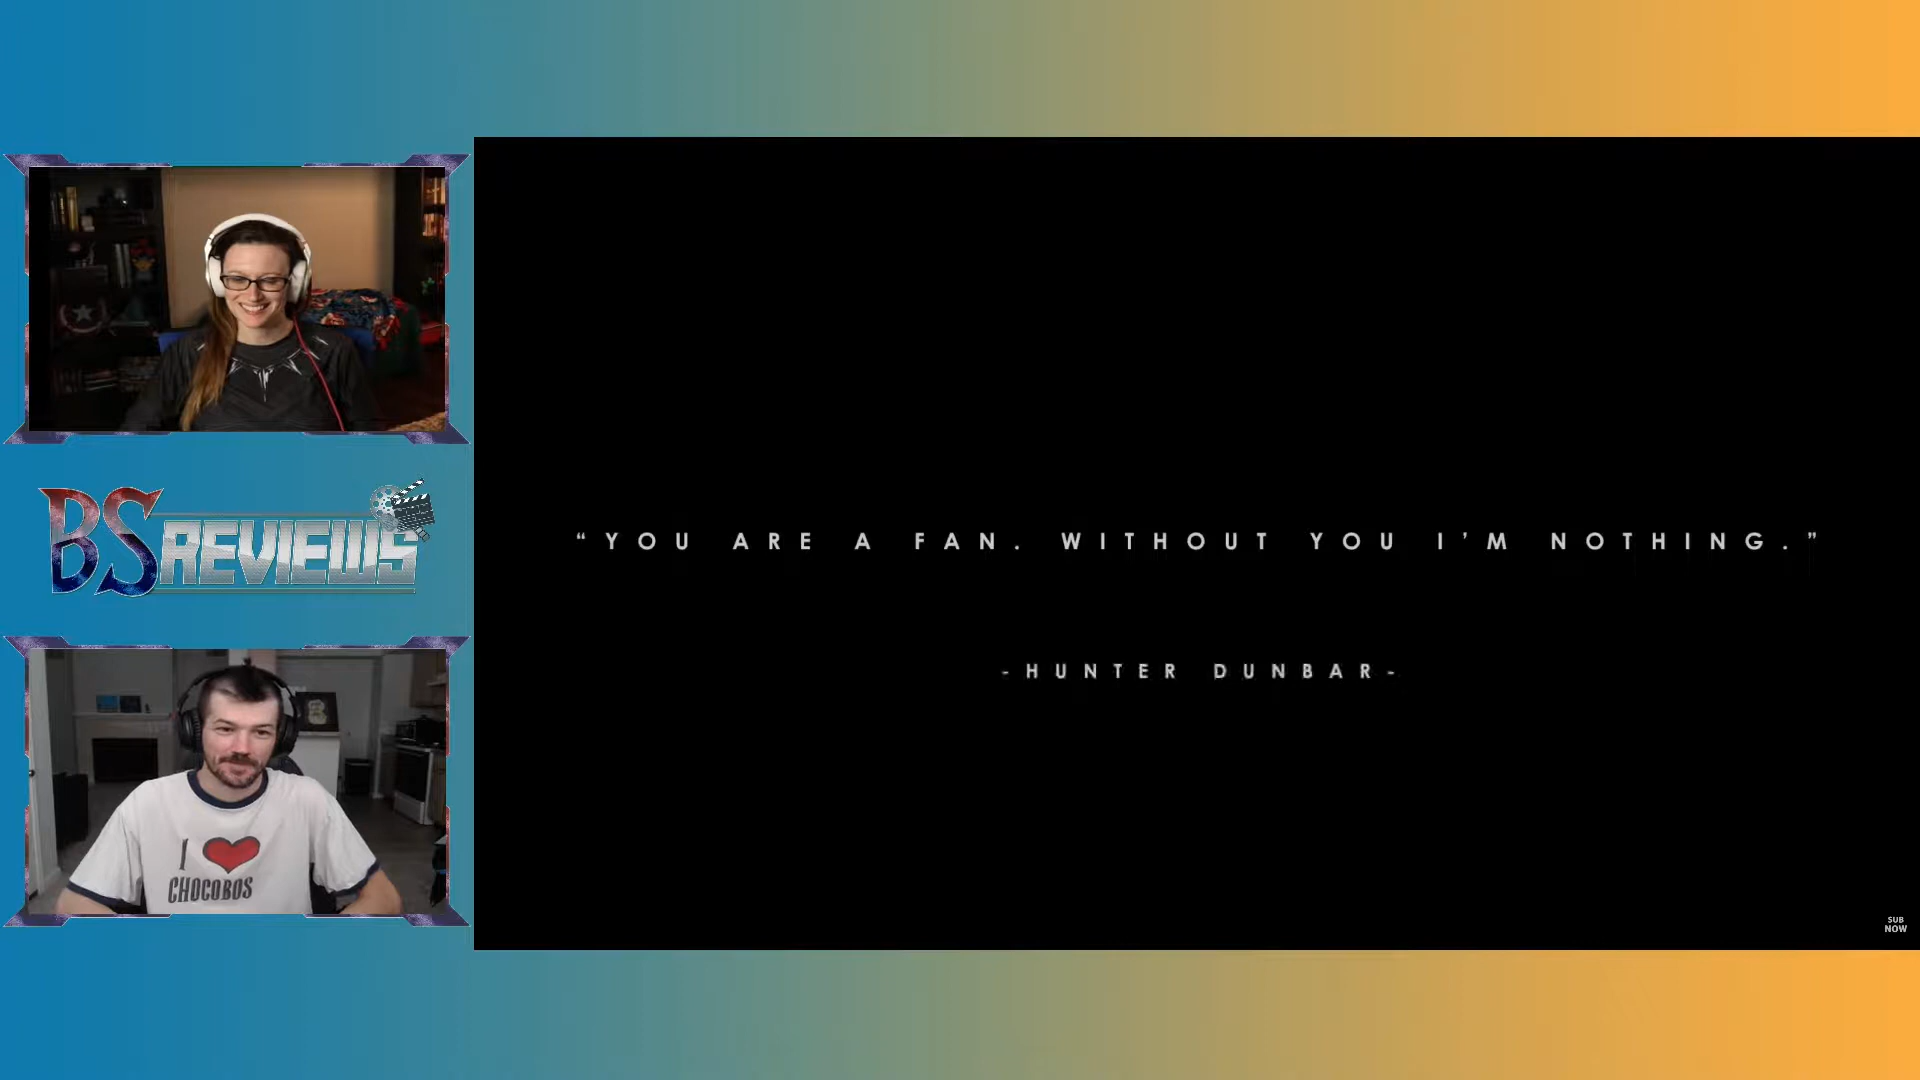 BS REVIEWS
I ❤ CHOCOBOS
“YOU ARE A FAN. WITHOUT YOU I’M NOTHING.”
-HUNTER DUNBAR-
SUB
NOW